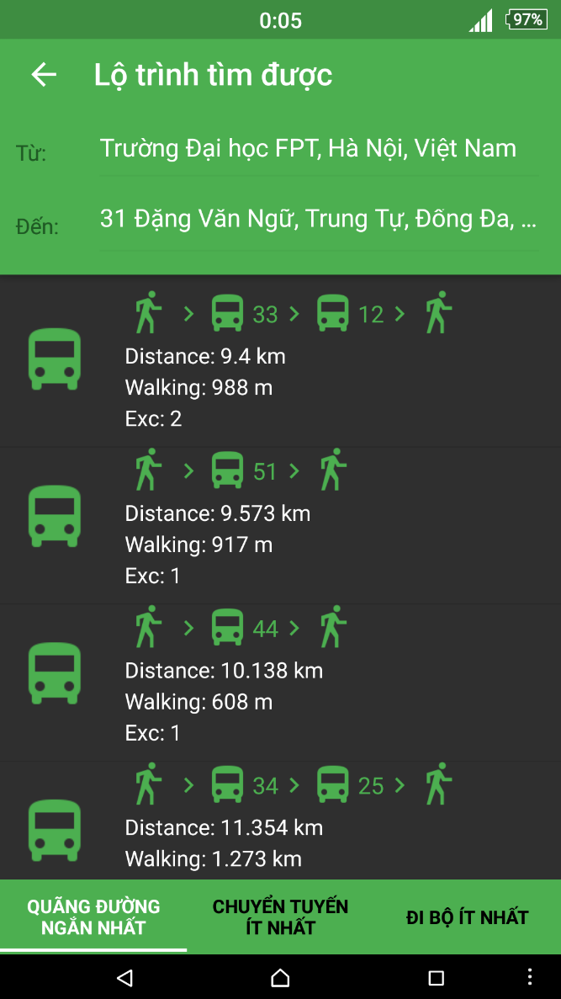 0:05
97%
Lộ trình tìm được
Từ:
Trường Đại học FPT, Hà Nội, Việt Nam
Đến:
31 Đặng Văn Ngữ, Trung Tự, Đống Đa, ...
> 33 > 12 >
Distance: 9.4 km
Walking: 988 m
Exc: 2
> 51 >
Distance: 9.573 km
Walking: 917 m
Exc: 1
> 44 >
Distance: 10.138 km
Walking: 608 m
Exc: 1
> 34 > 25 >
Distance: 11.354 km
Walking: 1.273 km
QUÃNG ĐƯỜNG
NGẮN NHẤT
CHUYỂN TUYẾN
ÍT NHẤT
ĐI BỘ ÍT NHẤT